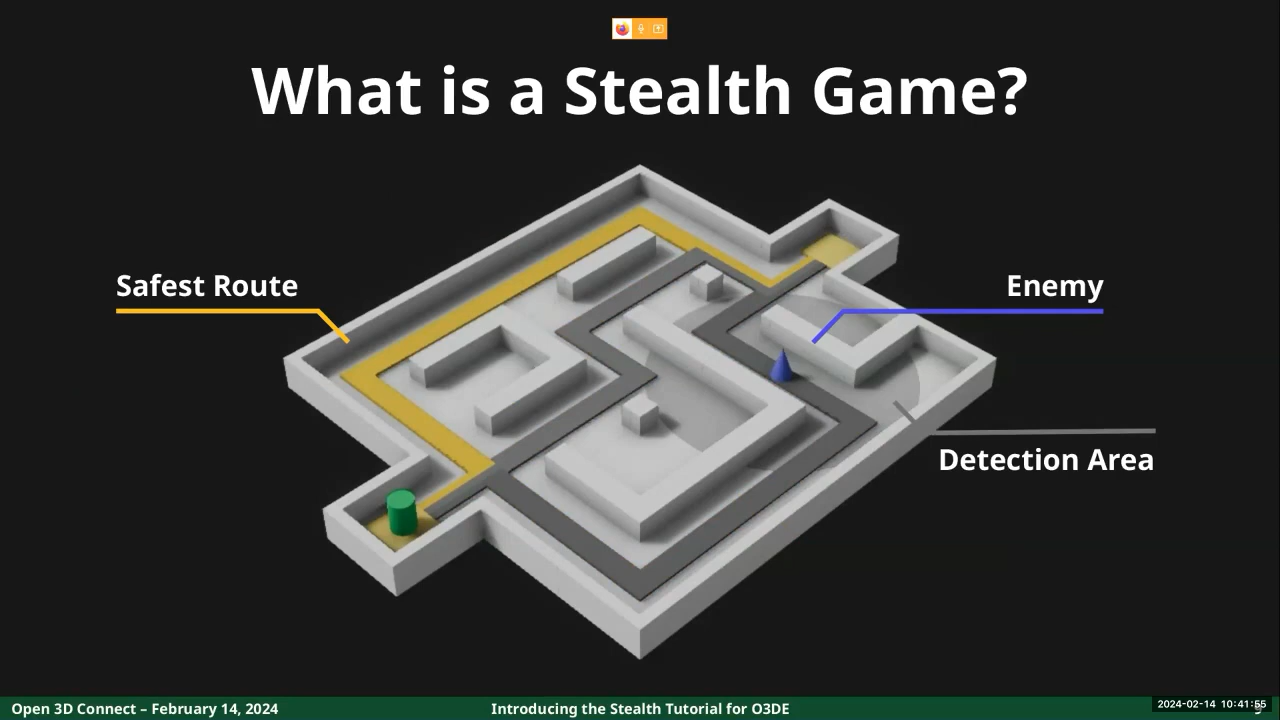 What is a Stealth Game?
Safest Route
Enemy
Detection Area
Open 3D Connect – February 14, 2024
Introducing the Stealth Tutorial for O3DE
2024-02-14 10:41:55